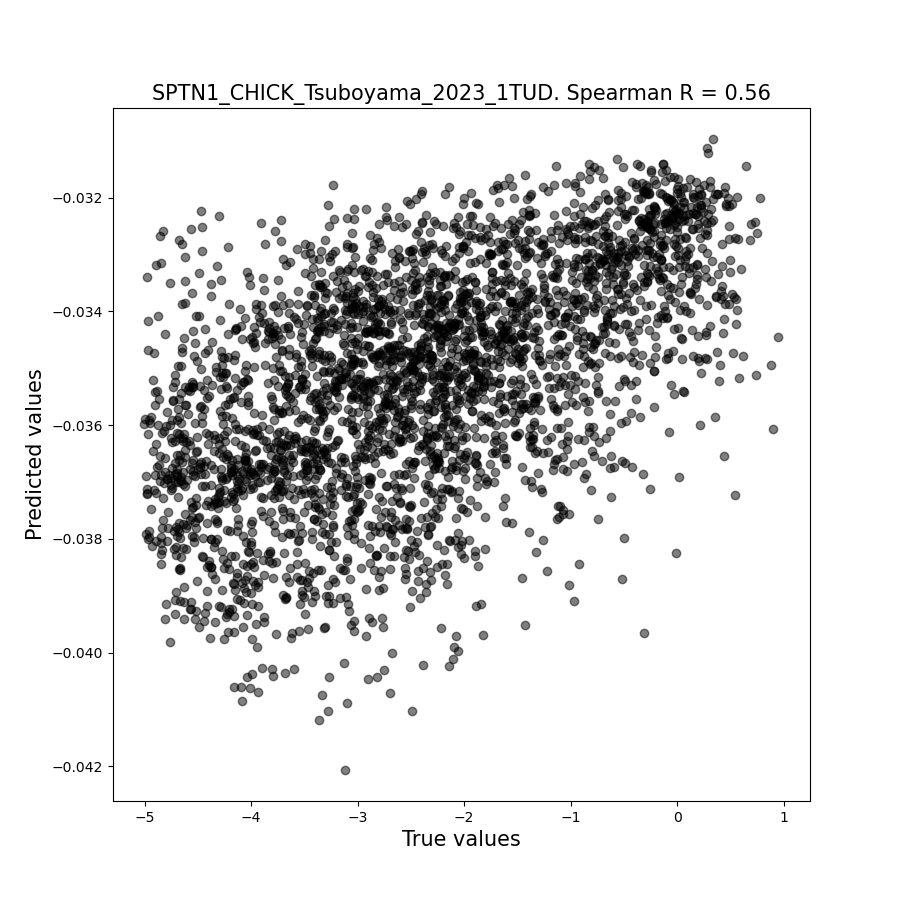 SPTN1_CHICK_Tsuboyama_2023_1TUD. Spearman R = 0.56
−0.032
−0.034
−0.036
−0.038
−0.040
−0.042
Predicted values
−5 −4 −3 −2 −1 0 1
True values